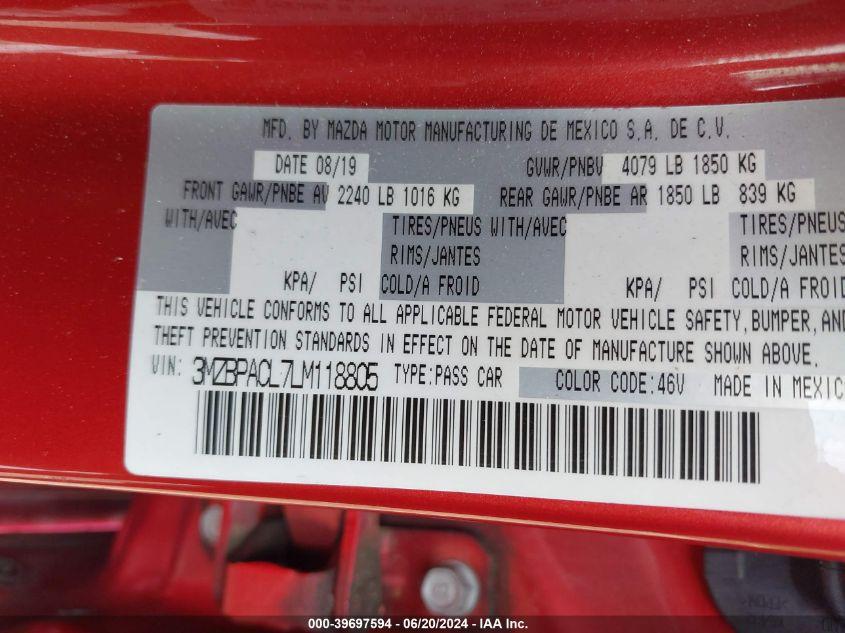 MFD. BY MAZDA MOTOR MANUFACTURING DE MEXICO S.A. DE C.V.
DATE 08/19 GVWR/PNBV 4079 LB 1850 KG
FRONT GAWR/PNBE AV 2240 LB 1016 KG REAR GAWR/PNBE AR 1850 LB 839 KG
WITH/AVEC TIRES/PNEUS WITH/AVEC TIRES/PNEUS
RIMS/JANTES RIMS/JANTES
KPA/ PSI COLD/A FROID KPA/ PSI COLD/A FROID
THIS VEHICLE CONFORMS TO ALL APPLICABLE FEDERAL MOTOR VEHICLE SAFETY, BUMPER, AND
THEFT PREVENTION STANDARDS IN EFFECT ON THE DATE OF MANUFACTURE SHOWN ABOVE.
VIN: 3MZBPACL7LM118805 TYPE:PASS CAR COLOR CODE:46V MADE IN MEXIC
000-39697594 / 06/20/2024 - IAA Inc.